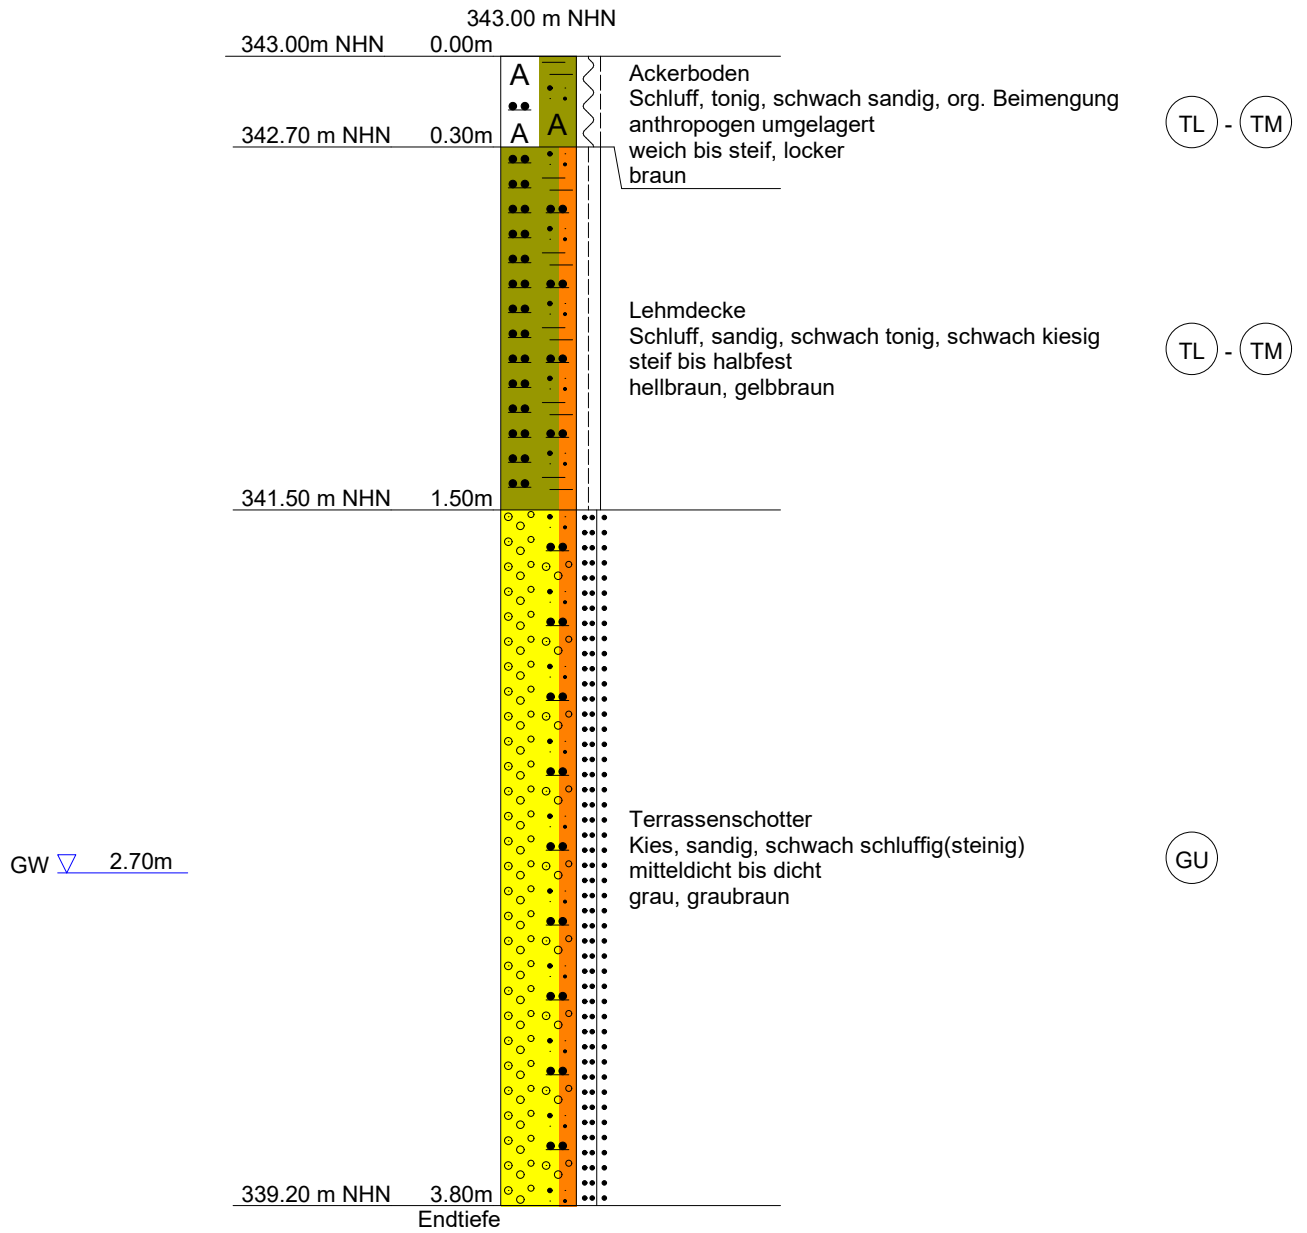 343.00 m NHN
343.00m NHN 0.00m
A
A
A
342.70 m NHN 0.30m
Ackerboden
Schluff, tonig, schwach sandig, org. Beimengung
anthropogen umgelagert
weich bis steif, locker
braun
TL - TM
Lehmdecke
Schluff, sandig, schwach tonig, schwach kiesig
steif bis halbfest
hellbraun, gelbbraun
TL - TM
341.50 m NHN 1.50m
Terrassenschotter
Kies, sandig, schwach schluffig(steinig)
mitteldicht bis dicht
grau, graubraun
GU
GW 2.70m
339.20 m NHN 3.80m
Endtiefe